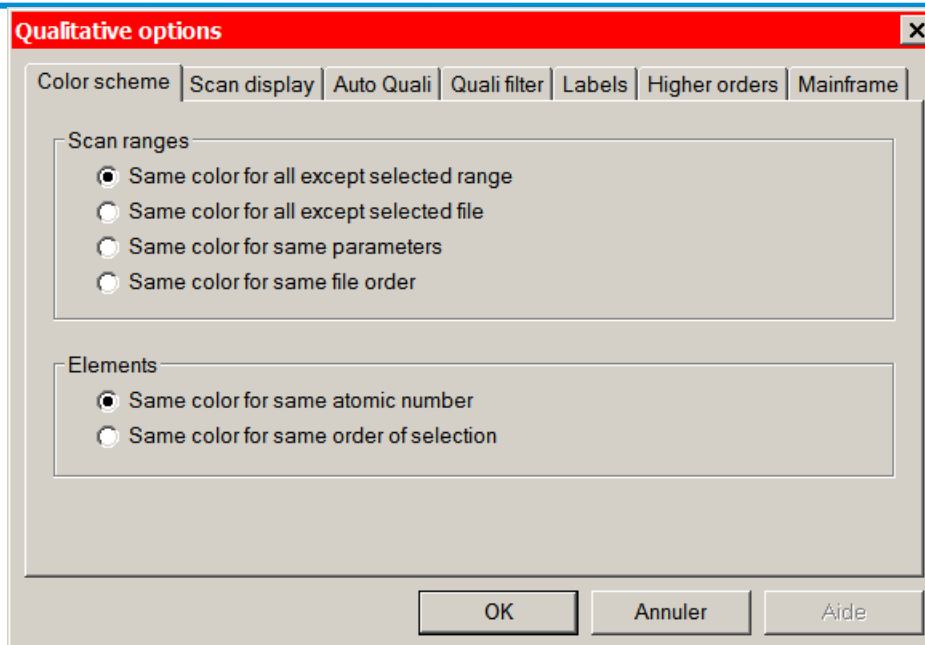 Qualitative options
Color scheme Scan display Auto Quali Quali filter Labels Higher orders Mainframe
Scan ranges
Same color for all except selected range
Same color for all except selected file
Same color for same parameters
Same color for same file order
Elements
Same color for same atomic number
Same color for same order of selection
OK Annuler Aide